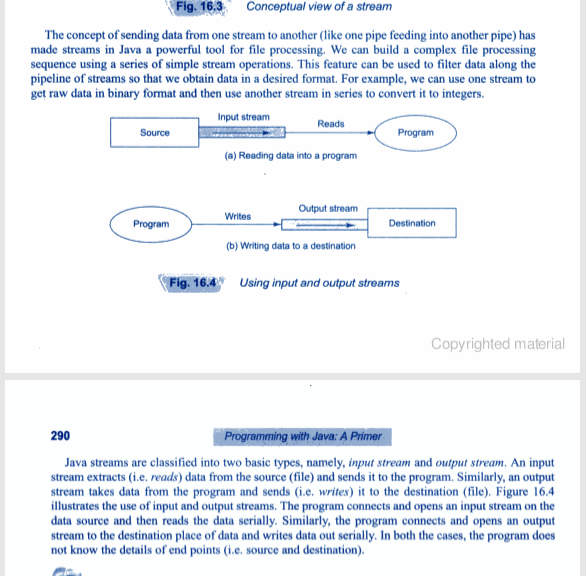 Fig. 16.3 Conceptual view of a stream
The concept of sending data from one stream to another (like one pipe feeding into another pipe) has
made streams in Java a powerful tool for file processing. We can build a complex file processing
sequence using a series of simple stream operations. This feature can be used to filter data along the
pipeline of streams so that we obtain data in a desired format. For example, we can use one stream to
get raw data in binary format and then use another stream in series to convert it to integers.
Input stream
Reads
Source
Program
(a) Reading data into a program
Output stream
Writes
Program
Destination
(b) Writing data to a destination
Fig. 16.4 Using input and output streams
Copyrighted material
290 Programming with Java: A Primer
Java streams are classified into two basic types, namely, input stream and output stream. An input
stream extracts (i.e. reads) data from the source (file) and sends it to the program. Similarly, an output
stream takes data from the program and sends (i.e. writes) it to the destination (file). Figure 16.4
illustrates the use of input and output streams. The program connects and opens an input stream on the
data source and then reads the data serially. Similarly, the program connects and opens an output
stream to the destination place of data and writes data out serially. In both the cases, the program does
not know the details of end points (i.e. source and destination).